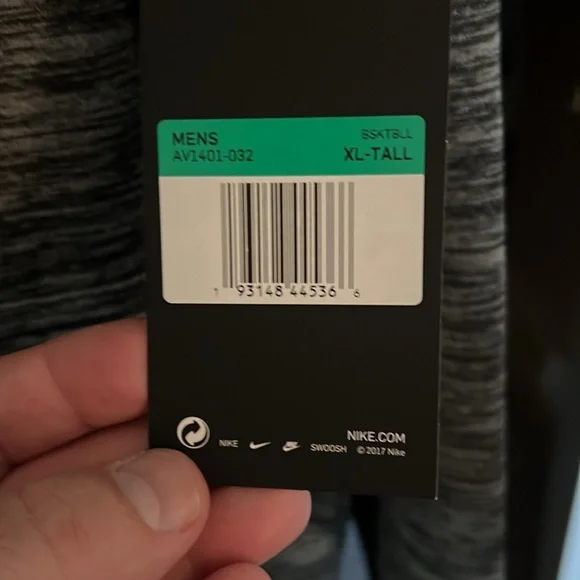 MENS
BSKTBLL
AV1401-032
XL-TALL
1 93148 44536 6
NIKE
SWOOSH
NIKE.COM
© 2017 Nike